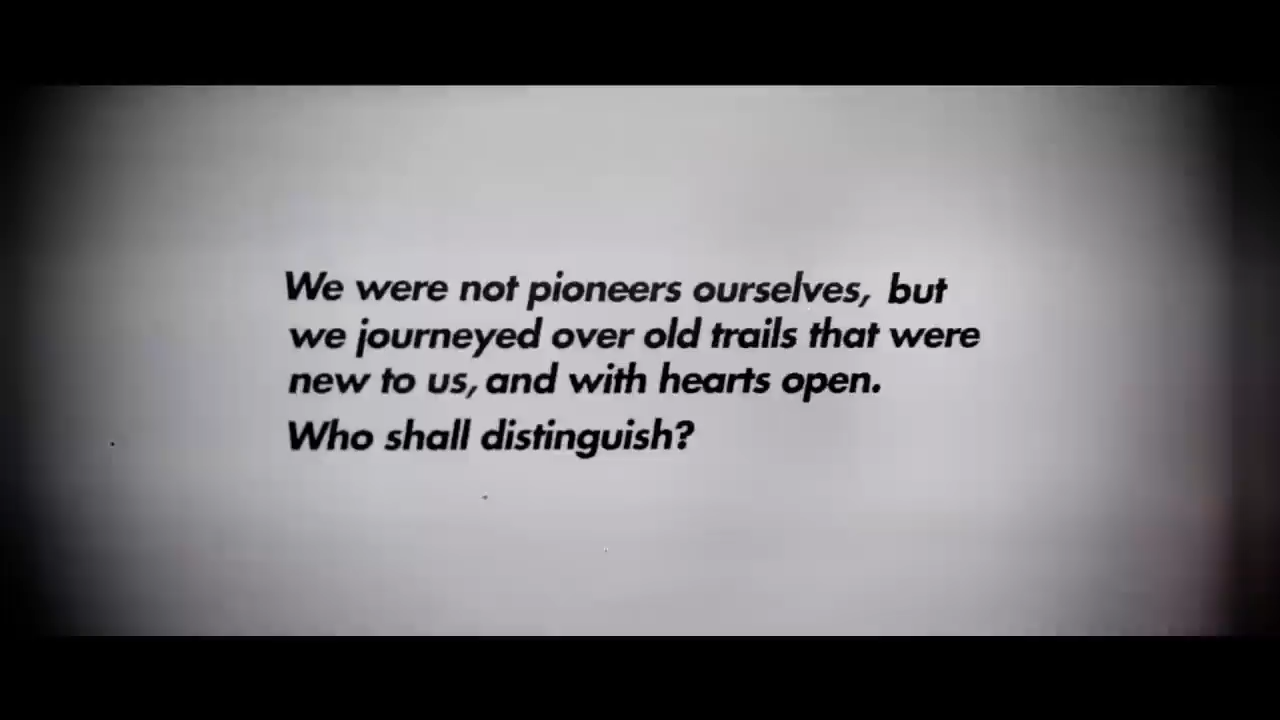 We were not pioneers ourselves, but
we journeyed over old trails that were
new to us, and with hearts open.
Who shall distinguish?